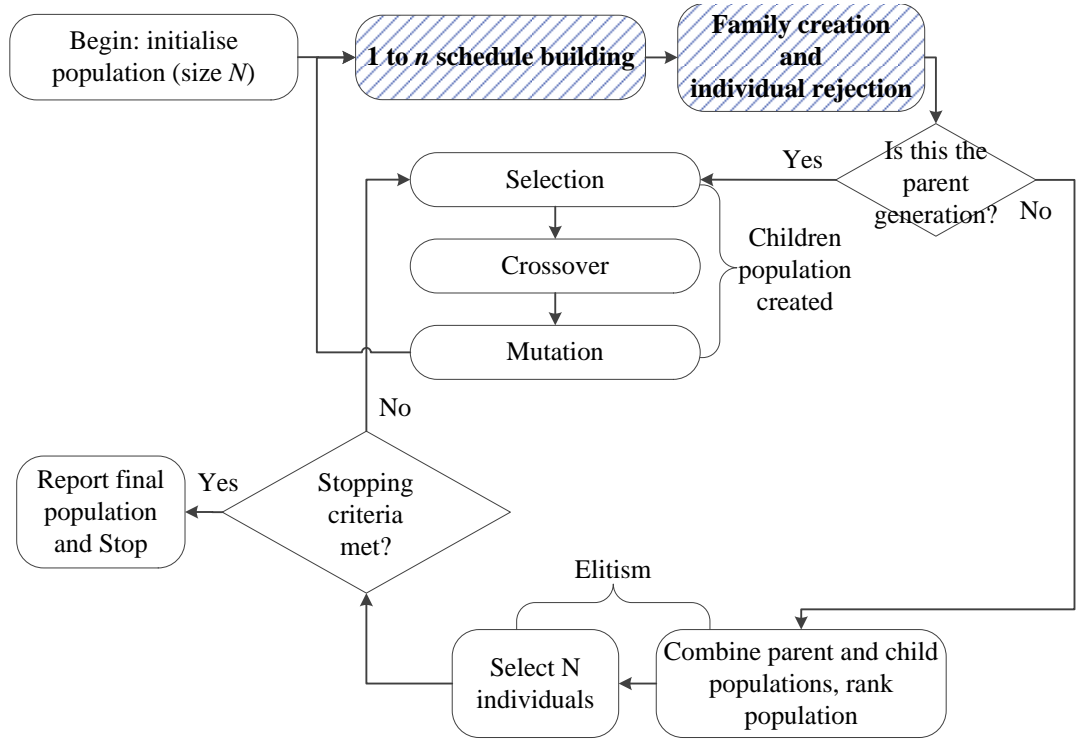 Begin: initialise
population (size N)
1 to n schedule building
Family creation
and
individual rejection
Is this the
parent
generation?
Yes
No
Selection
Crossover
Mutation
Children
population
created
No
Stopping
criteria
met?
Yes
Report final
population
and Stop
Elitism
Select N
individuals
Combine parent and child
populations, rank
population